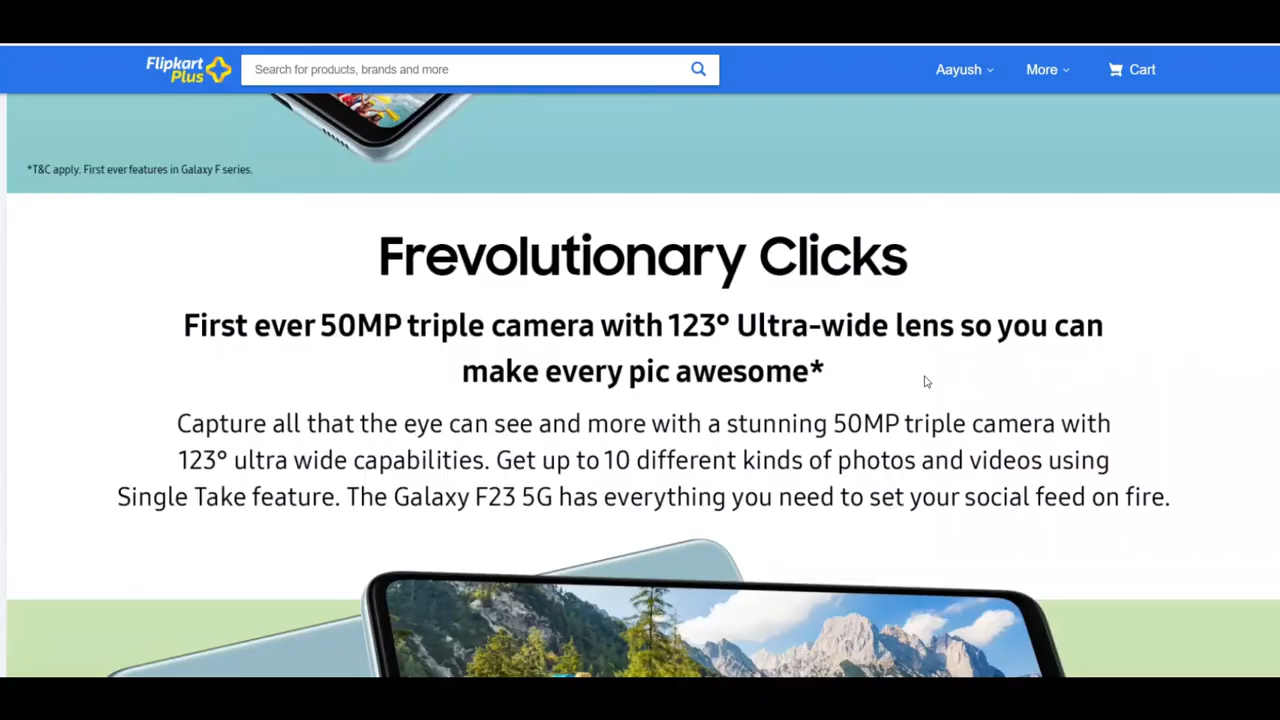 Flipkart
Plus
Search for products, brands and more
Aayush
More
Cart
*T&C apply. First ever features in Galaxy F series.
Frevolutionary Clicks
First ever 50MP triple camera with 123° Ultra-wide lens so you can
make every pic awesome*
Capture all that the eye can see and more with a stunning 50MP triple camera with
123° ultra wide capabilities. Get up to 10 different kinds of photos and videos using
Single Take feature. The Galaxy F23 5G has everything you need to set your social feed on fire.